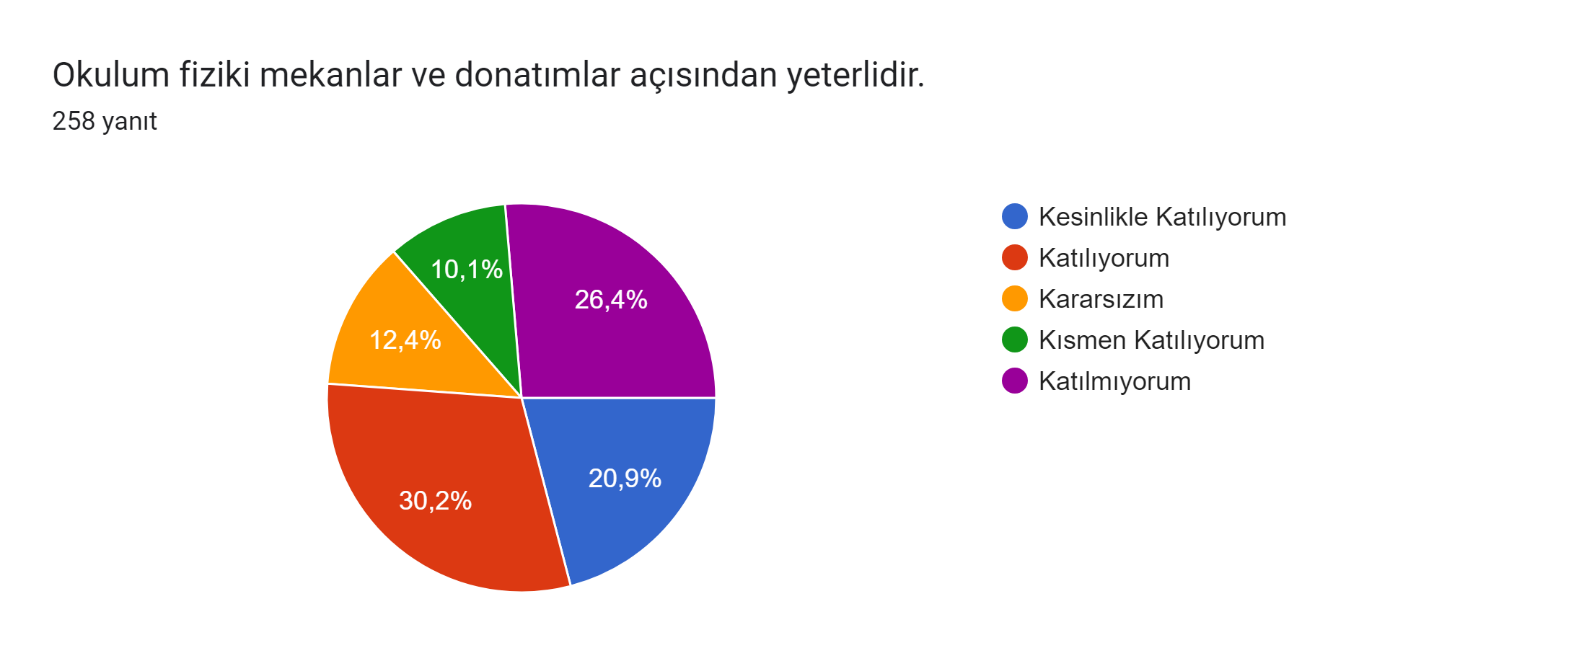 Okulum fiziki mekanlar ve donatımlar açısından yeterlidir.
258 yanıt
10,1%
26,4%
12,4%
20,9%
30,2%
Kesinlikle Katılıyorum
Katılıyorum
Kararsızım
Kısmen Katılıyorum
Katılmıyorum